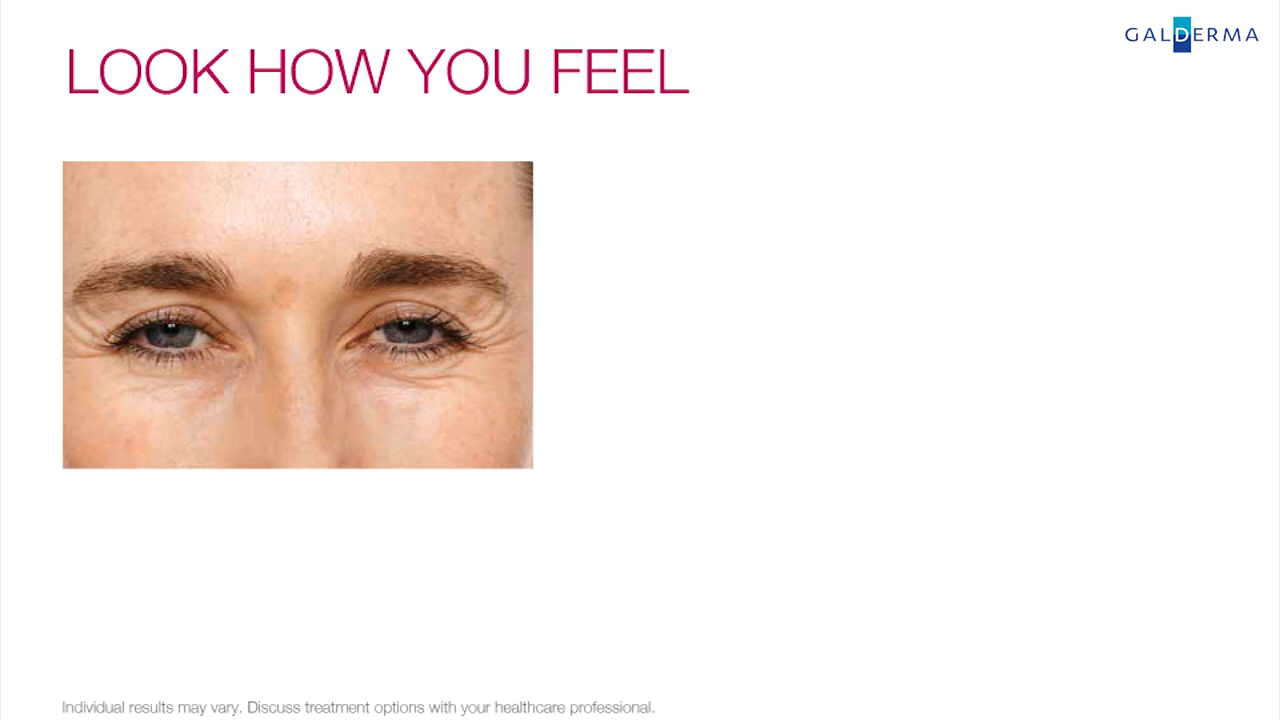 GALDERMA
LOOK HOW YOU FEEL
Individual results may vary. Discuss treatment options with your healthcare professional.